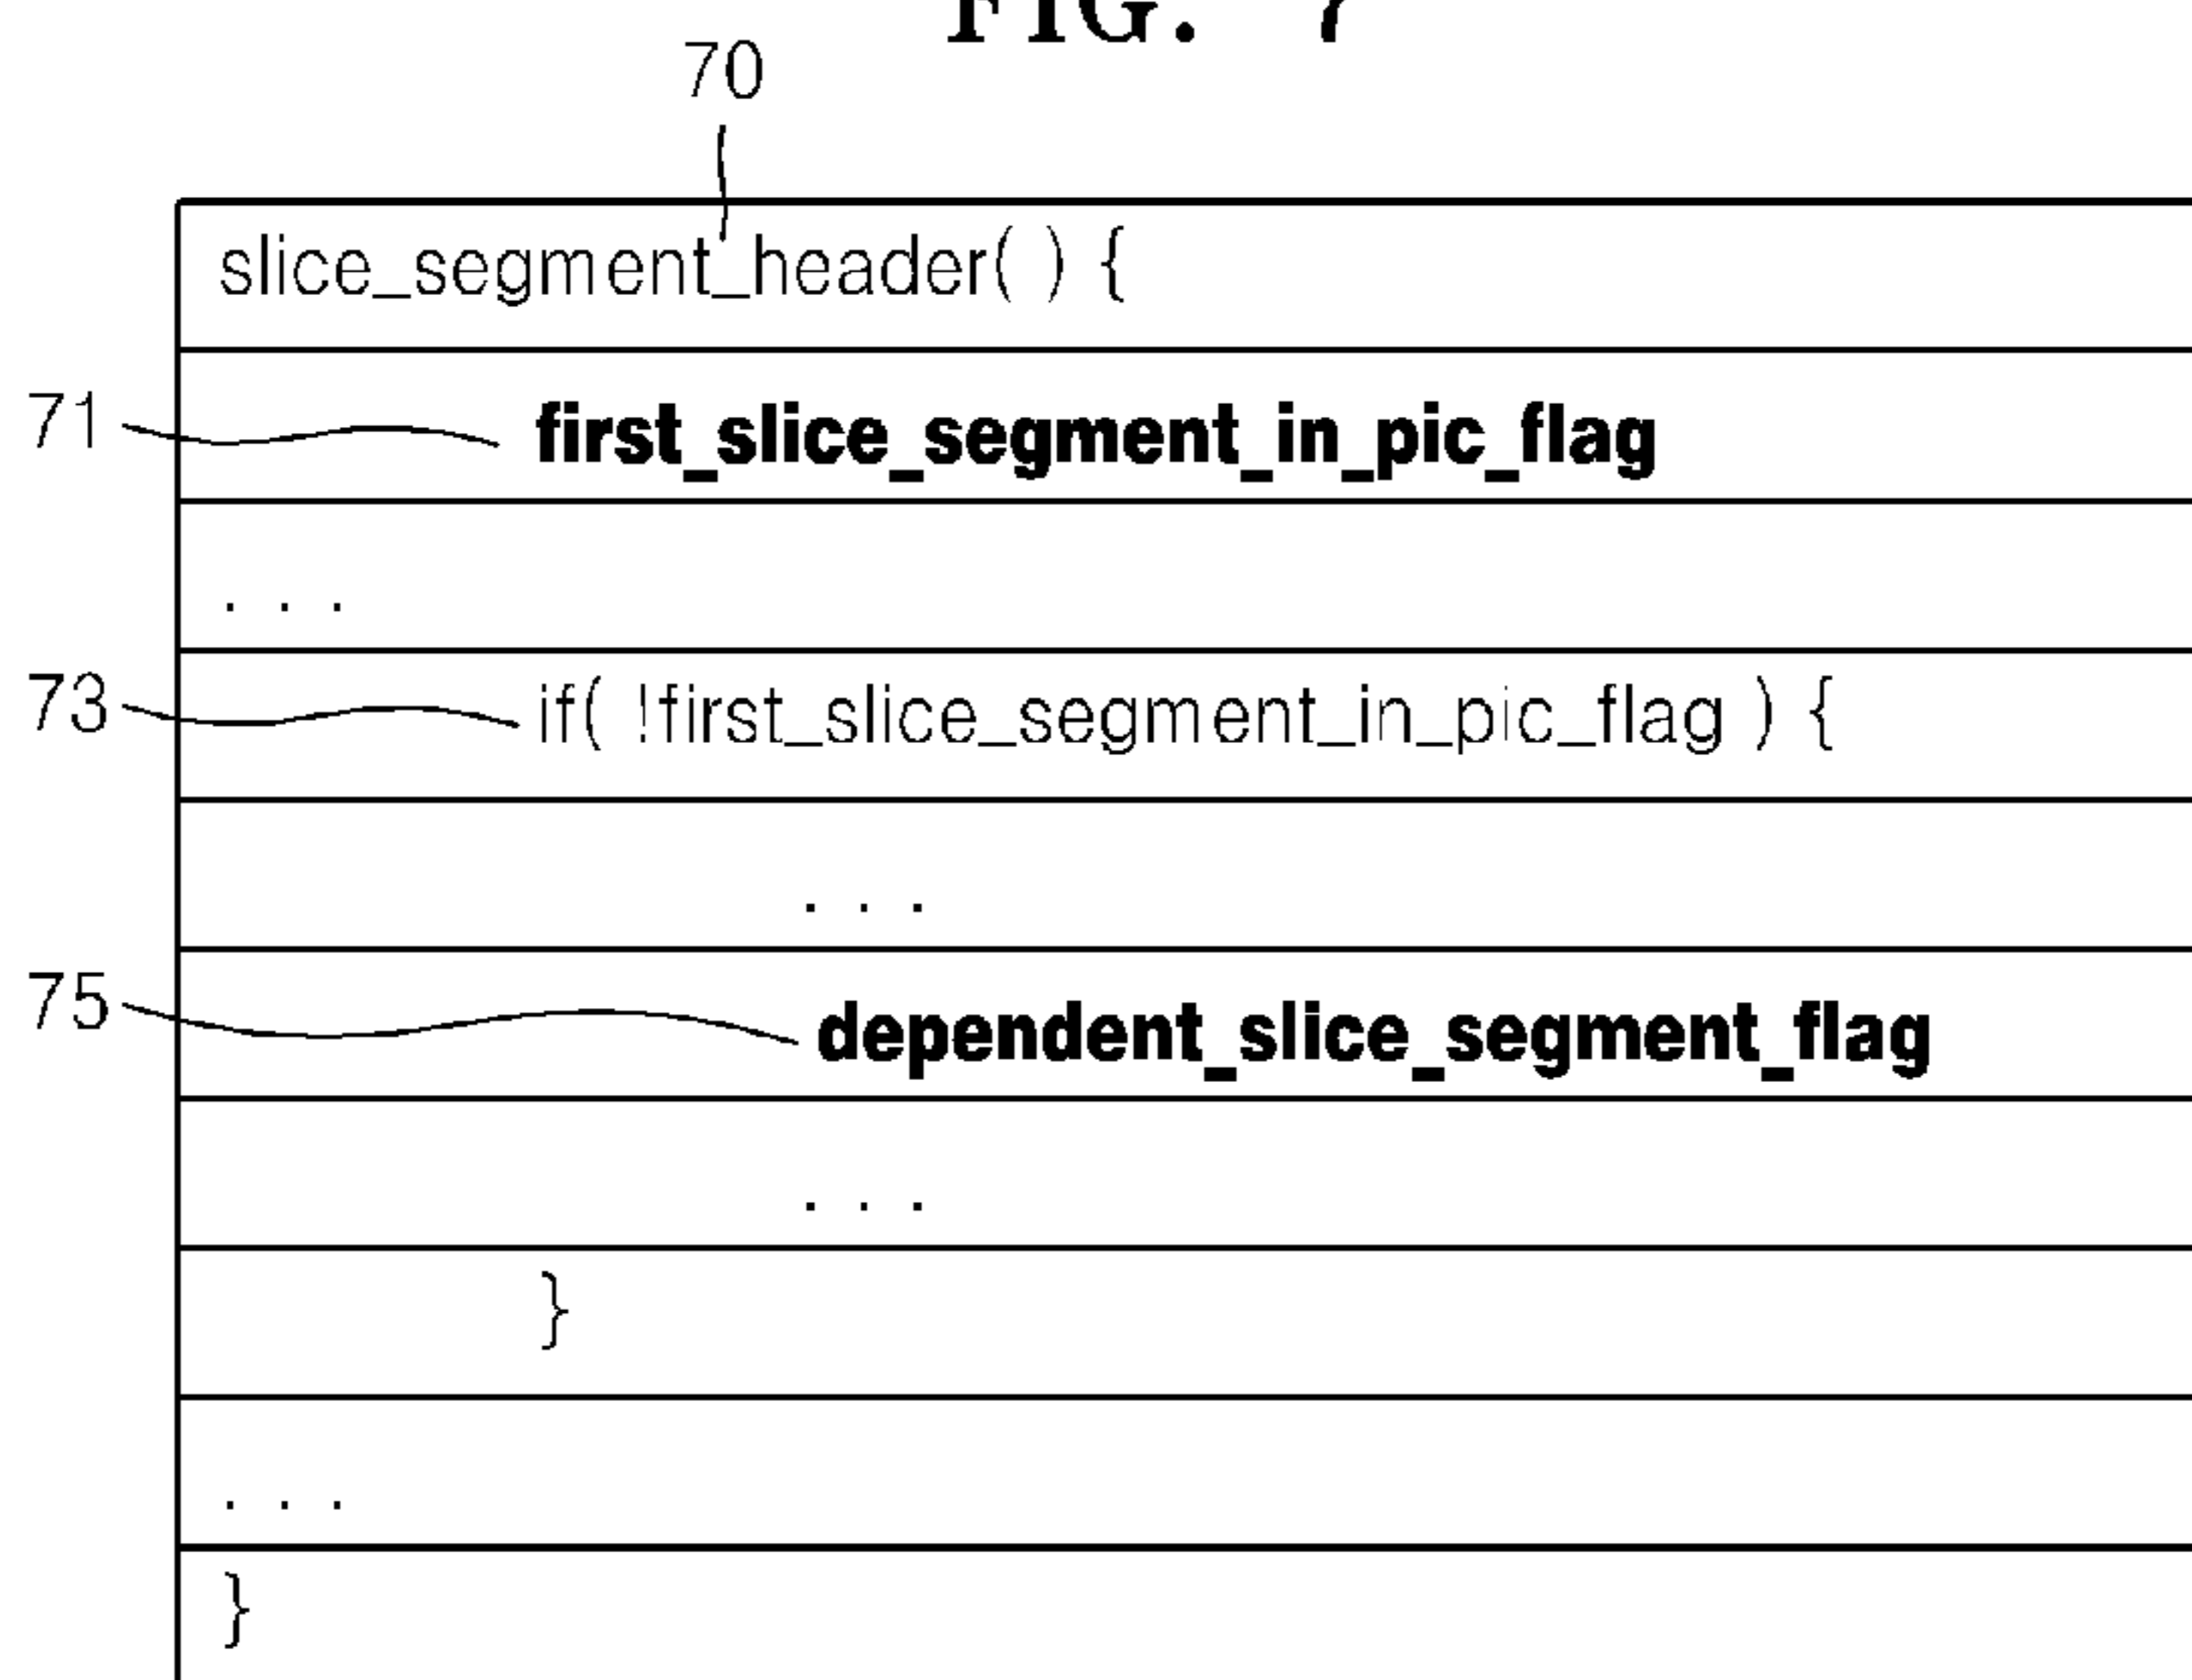 FIG. 7
70
slice_segment_header( ) {
71 first_slice_segment_in_pic_flag
. . .
73 if( !first_slice_segment_in_pic_flag ) {
. . .
75 dependent_slice_segment_flag
. . .
}
. . .
}